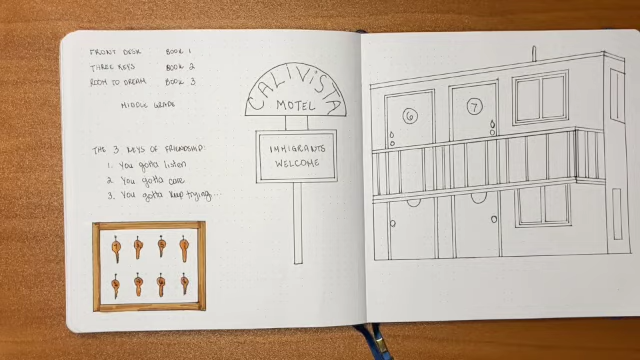 FRONT DESK BOOK 1
THREE KEYS BOOK 2
ROOM TO DREAM BOOK 3
MIDDLE GRADE
THE 3 KEYS OF FRIENDSHIP:
1. You gotta listen
2. You gotta care
3. You gotta keep trying...
CALIVISTA
MOTEL
IMMIGRANTS
WELCOME
6
7